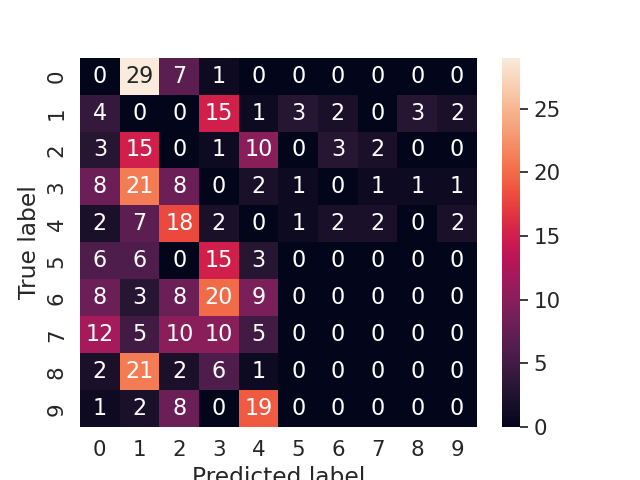 0 0 29 7 1 0 0 0 0 0 0
1 4 0 0 15 1 3 2 0 3 2
2 3 15 0 1 10 0 3 2 0 0
3 8 21 8 0 2 1 0 1 1 1
4 2 7 18 2 0 1 2 2 0 2
5 6 6 0 15 3 0 0 0 0 0
6 8 3 8 20 9 0 0 0 0 0
7 12 5 10 10 5 0 0 0 0 0
8 2 21 2 6 1 0 0 0 0 0
9 1 2 8 0 19 0 0 0 0 0
0 1 2 3 4 5 6 7 8 9
True label
Predicted label
25
20
15
10
5
0